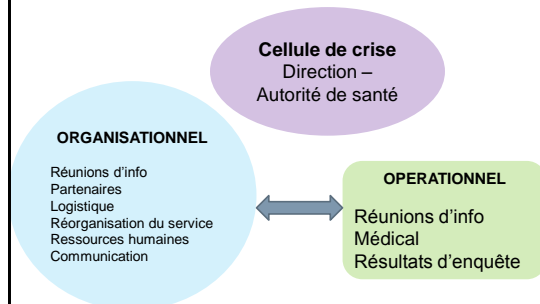 Cellule de crise
Direction –
Autorité de santé
ORGANISATIONNEL
Réunions d'info
Partenaires
Logistique
Réorganisation du service
Ressources humaines
Communication
OPERATIONNEL
Réunions d'info
Médical
Résultats d'enquête